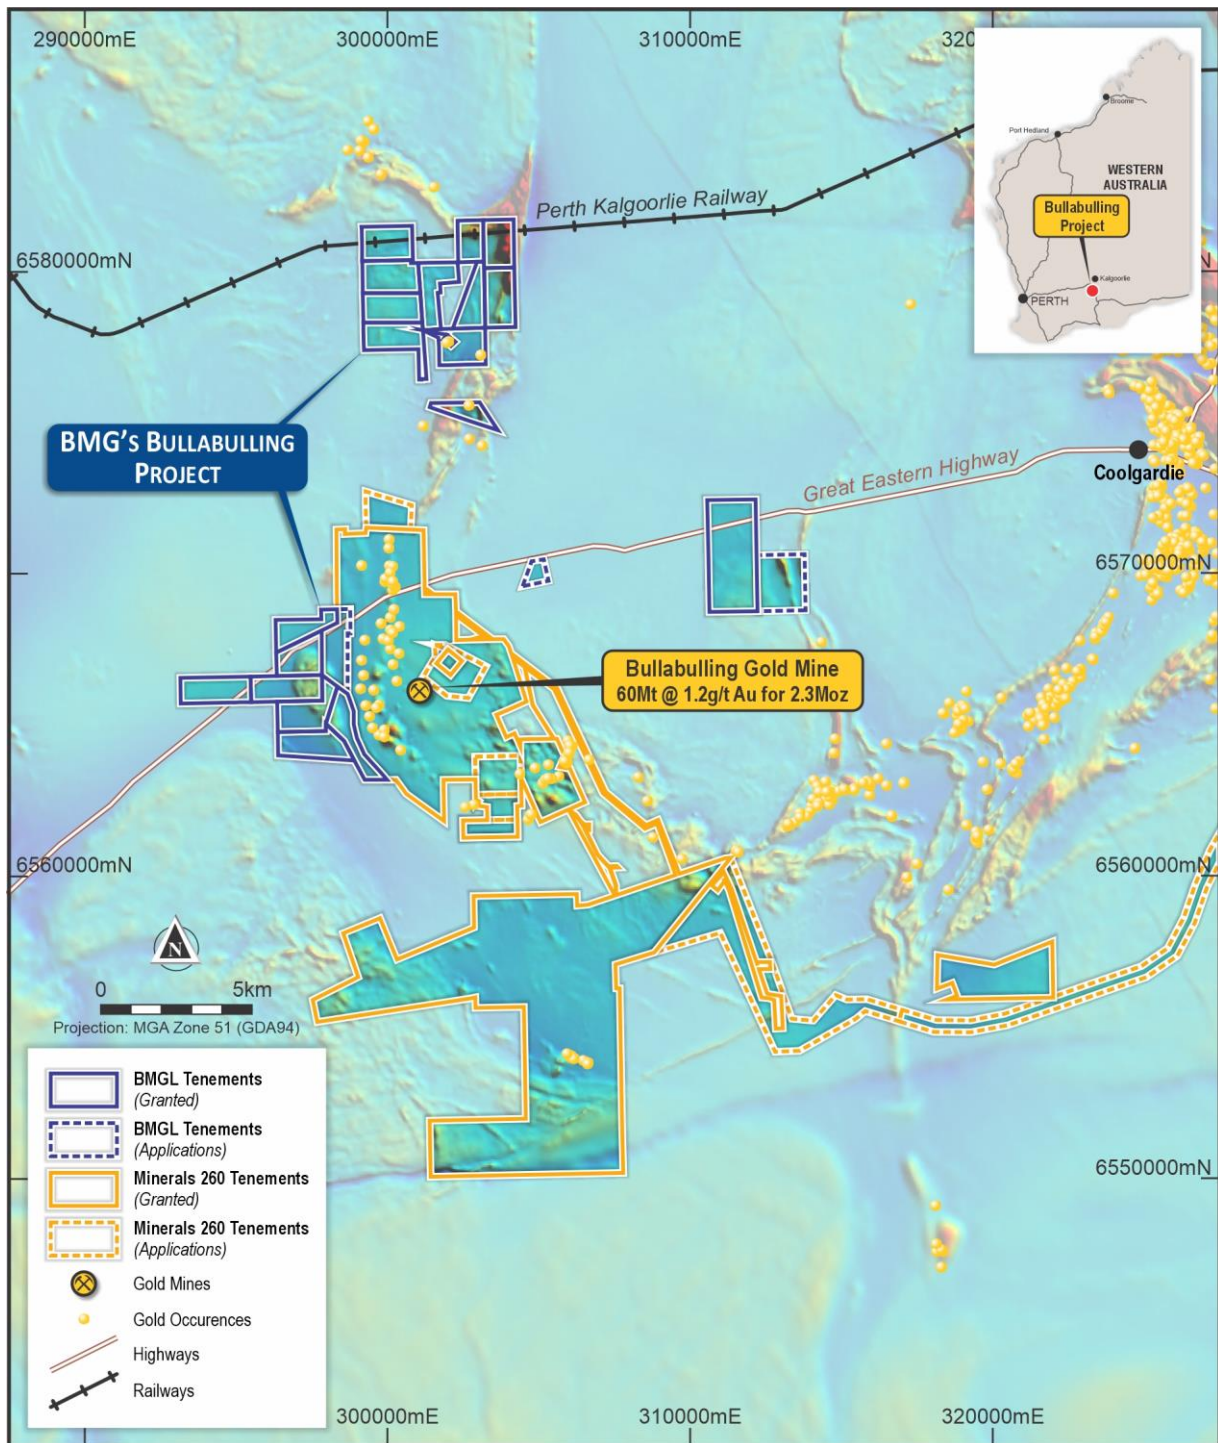 290000mE
300000mE
310000mE
320
Broome
Port Hedland
WESTERN
AUSTRALIA
Bullabulling
Project
Kalgoorlie
PERTH
Perth Kalgoorlie Railway
6580000mN
BMG'S BULLABULLING
PROJECT
Great Eastern Highway
Coolgardie
6570000mN
Bullabulling Gold Mine
60Mt @ 1.2g/t Au for 2.3Moz
6560000mN
6560000mN
N
0 5km
Projection: MGA Zone 51 (GDA94)
BMGL Tenements
(Granted)
BMGL Tenements
(Applications)
Minerals 260 Tenements
(Granted)
Minerals 260 Tenements
(Applications)
Gold Mines
Gold Occurences
Highways
Railways
6550000mN
300000mE
310000mE
320000mE